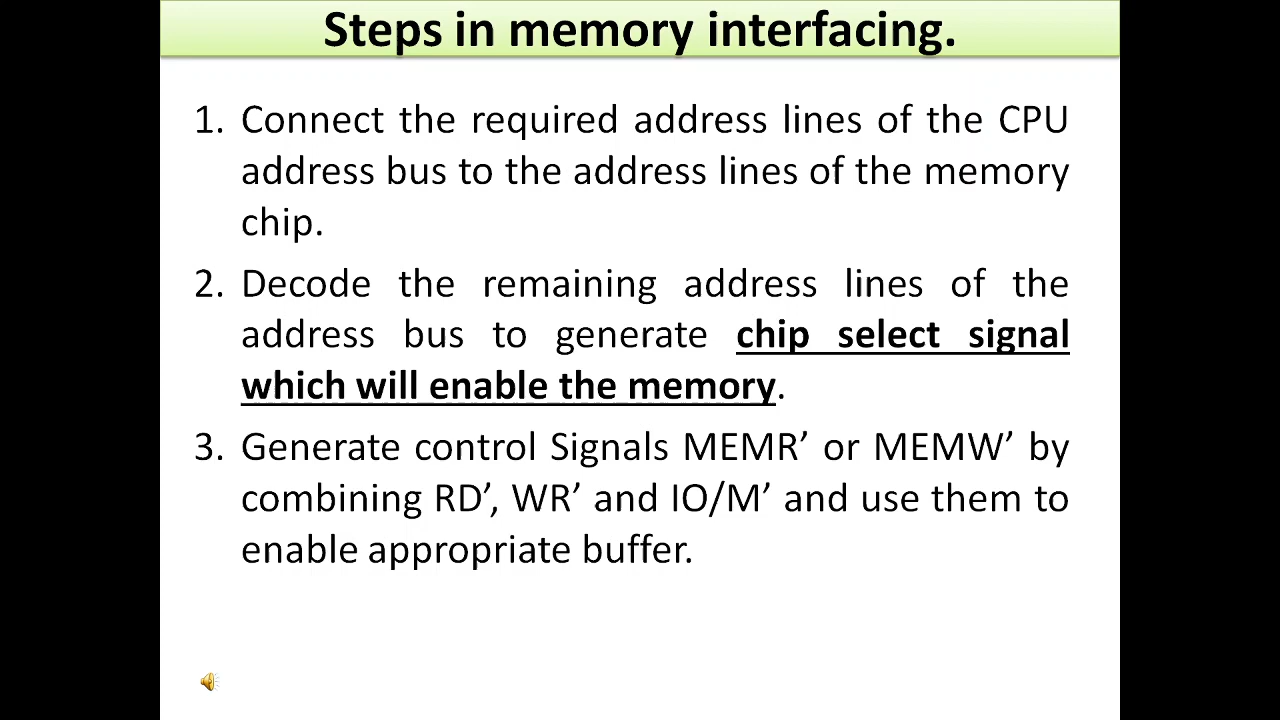 Steps in memory interfacing.
1. Connect the required address lines of the CPU
address bus to the address lines of the memory
chip.
2. Decode the remaining address lines of the
address bus to generate chip select signal
which will enable the memory.
3. Generate control Signals MEMR’ or MEMW’ by
combining RD’, WR’ and IO/M’ and use them to
enable appropriate buffer.